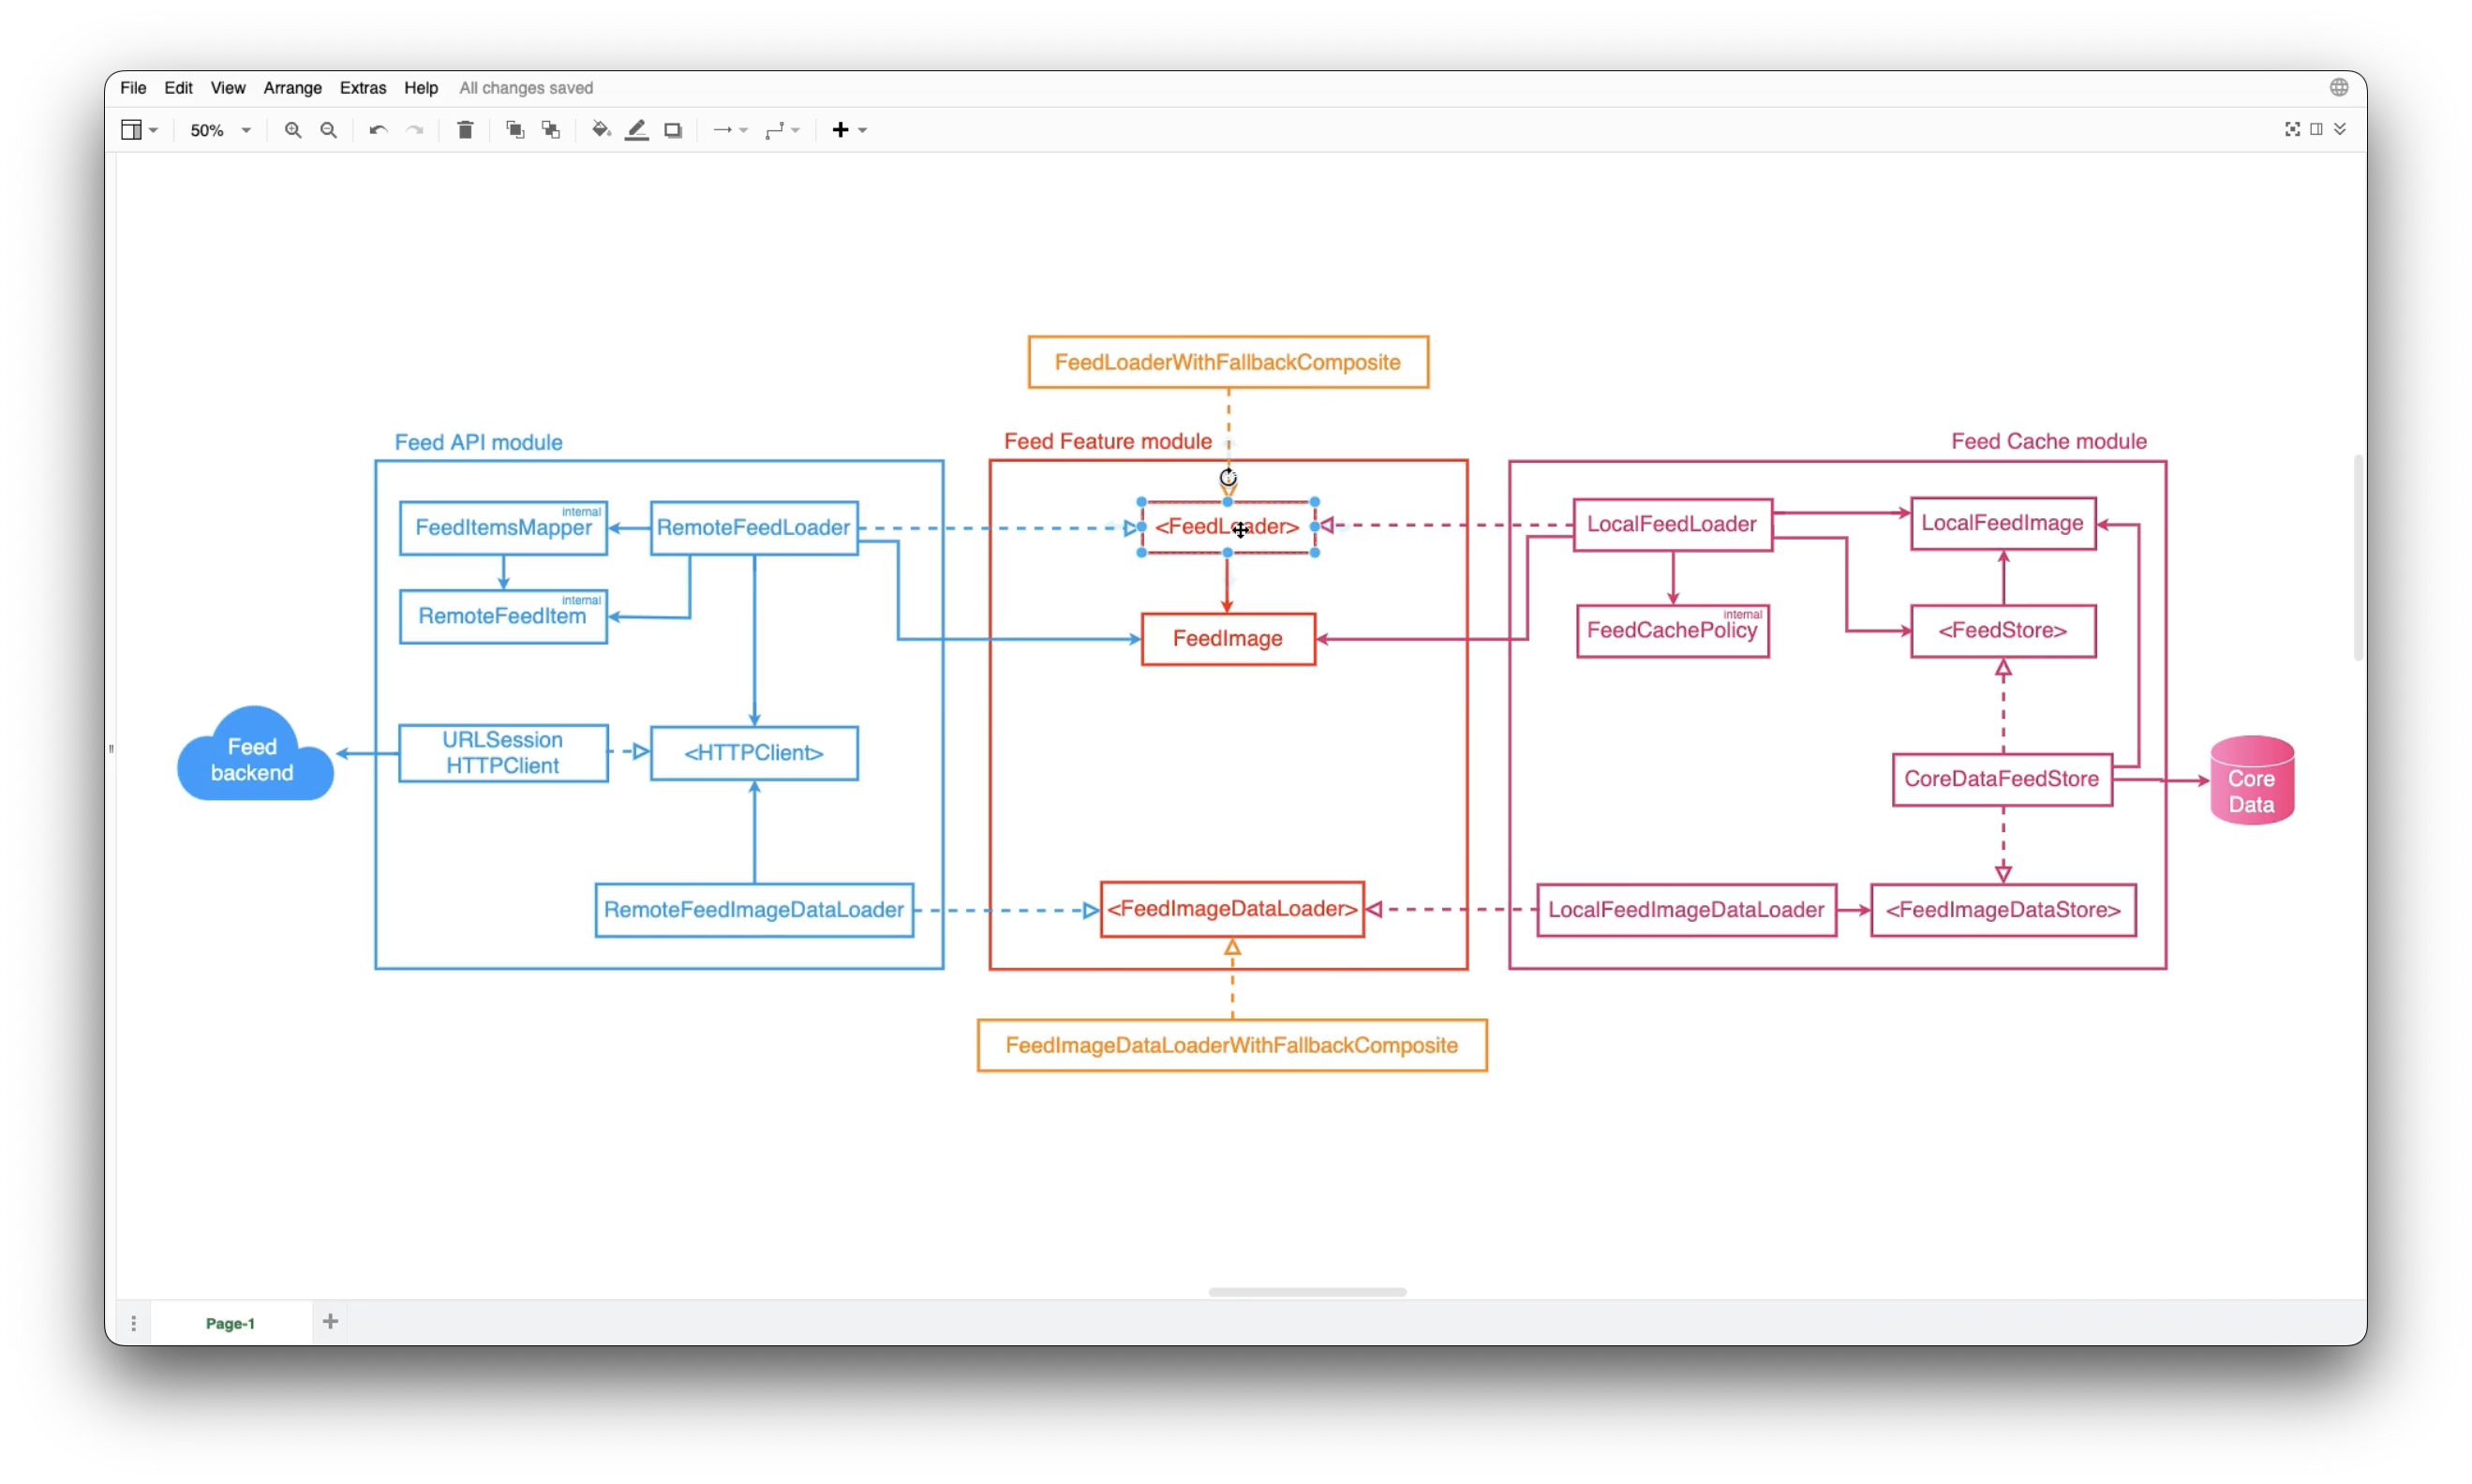 File Edit View Arrange Extras Help All changes saved
50%
FeedLoaderWithFallbackComposite
Feed API module
Feed Feature module
Feed Cache module
internal
FeedItemsMapper
RemoteFeedLoader
<FeedLoader>
LocalFeedLoader
LocalFeedImage
internal
RemoteFeedItem
FeedImage
internal
FeedCachePolicy
<FeedStore>
Feed
backend
URLSession
HTTPClient
<HTTPClient>
CoreDataFeedStore
Core
Data
RemoteFeedImageDataLoader
<FeedImageDataLoader>
LocalFeedImageDataLoader
<FeedImageDataStore>
FeedImageDataLoaderWithFallbackComposite
Page-1